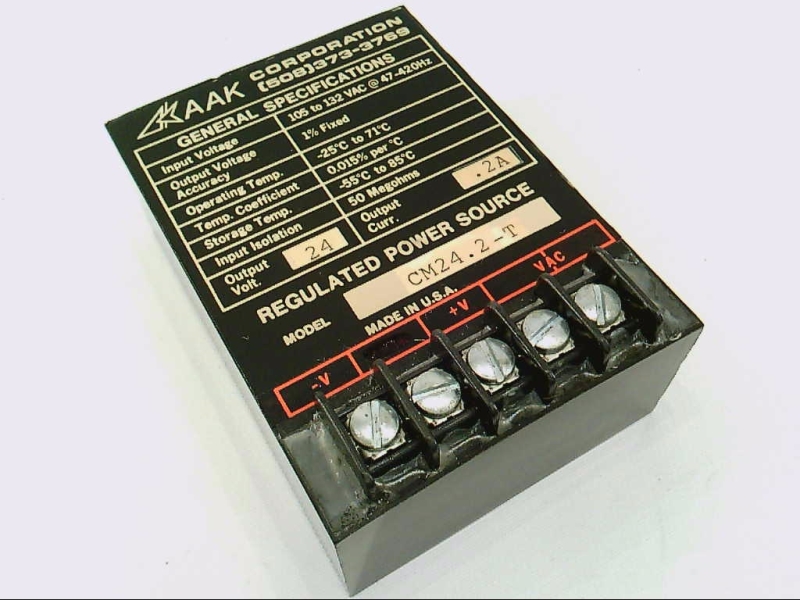 AAK CORPORATION
(508)373-3769
GENERAL SPECIFICATIONS
Input Voltage 105 to 132 VAC @ 47-420Hz
Output Voltage Accuracy 1% Fixed
Operating Temp. -25°C to 71°C
Temp. Coefficient 0.015% per °C
Storage Temp. -55°C to 85°C
Input Isolation 50 Megohms
Output Volt. 24 Output Curr. .2A
REGULATED POWER SOURCE
MODEL CM24.2-T
MADE IN U.S.A.
-V +V VAC